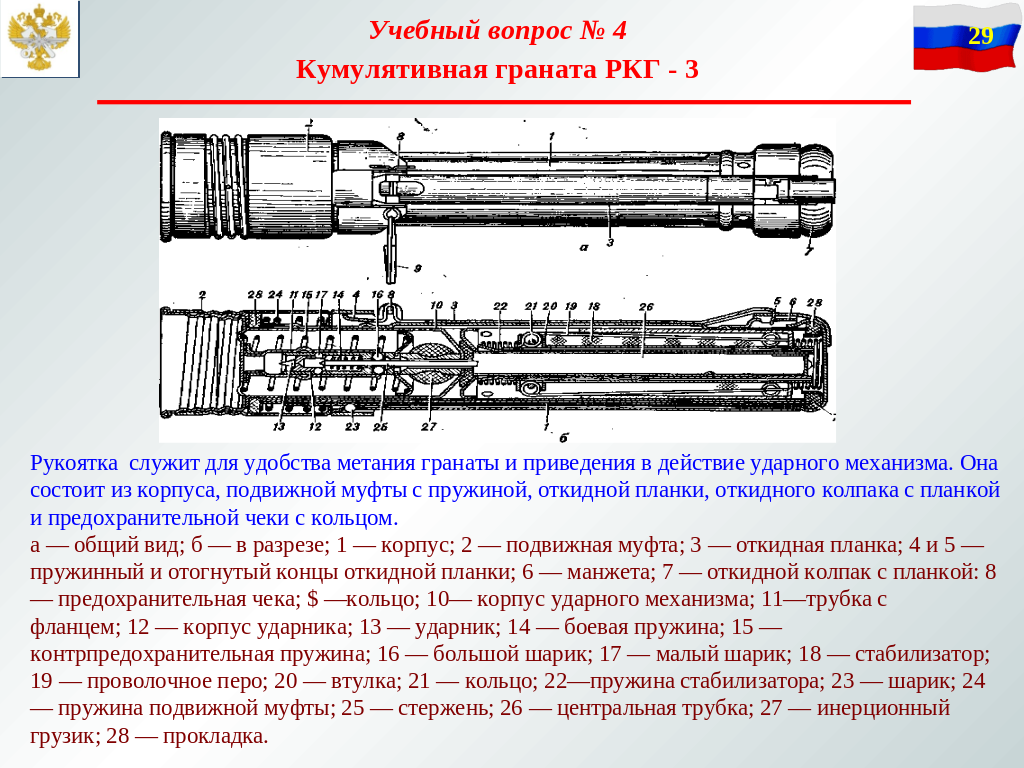 Учебный вопрос № 4
29
Кумулятивная граната РКГ - 3
2 8 1
а 3 7
9
2 28 24 11 15 17 14 4 16 8 10 3 22 21 20 19 18 26 5 6 28
13 12 23 25 27 1
б
Рукоятка служит для удобства метания гранаты и приведения в действие ударного механизма. Она
состоит из корпуса, подвижной муфты с пружиной, откидной планки, откидного колпака с планкой
и предохранительной чеки с кольцом.
а — общий вид; б — в разрезе; 1 — корпус; 2 — подвижная муфта; 3 — откидная планка; 4 и 5 —
пружинный и отогнутый концы откидной планки; 6 — манжета; 7 — откидной колпак с планкой: 8
— предохранительная чека; $ —кольцо; 10— корпус ударного механизма; 11—трубка с
фланцем; 12 — корпус ударника; 13 — ударник; 14 — боевая пружина; 15 —
контрпредохранительная пружина; 16 — большой шарик; 17 — малый шарик; 18 — стабилизатор;
19 — проволочное перо; 20 — втулка; 21 — кольцо; 22—пружина стабилизатора; 23 — шарик; 24
— пружина подвижной муфты; 25 — стержень; 26 — центральная трубка; 27 — инерционный
грузик; 28 — прокладка.